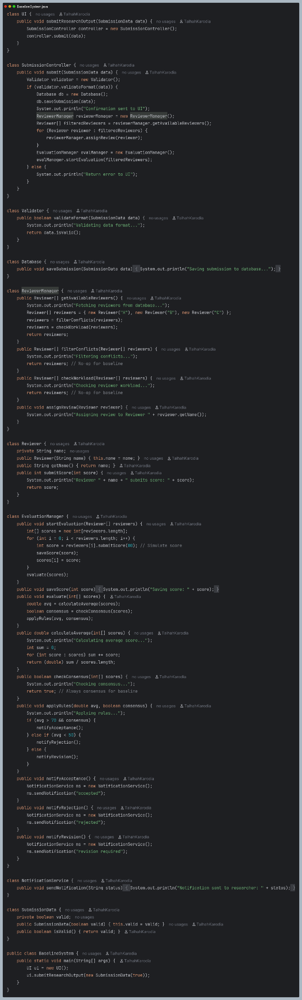 BaselineSystem.java
class UI { no usages TalhahKarodia
public void submitResearchOutput(SubmissionData data) { no usages TalhahKarodia
SubmissionController controller = new SubmissionController();
controller.submit(data);
}
}
class SubmissionController { no usages TalhahKarodia
public void submit(SubmissionData data) { no usages TalhahKarodia
Validator validator = new Validator();
if (validator.validateFormat(data)) {
Database db = new Database();
db.saveSubmission(data);
System.out.println("Confirmation sent to UI");
ReviewerManager reviewerManager = new ReviewerManager();
Reviewer[] filteredReviewers = reviewerManager.getAvailableReviewers();
for (Reviewer reviewer : filteredReviewers) {
reviewerManager.assignReview(reviewer);
}
EvaluationManager evalManager = new EvaluationManager();
evalManager.startEvaluation(filteredReviewers);
} else {
System.out.println("Return error to UI");
}
}
}
class Validator { no usages TalhahKarodia
public boolean validateFormat(SubmissionData data) { no usages TalhahKarodia
System.out.println("Validating data format...");
return data.isValid();
}
}
class Database { no usages TalhahKarodia
public void saveSubmission(SubmissionData data) { System.out.println("Saving submission to database..."); }
}
class ReviewerManager { no usages TalhahKarodia
public Reviewer[] getAvailableReviewers() { no usages TalhahKarodia
System.out.println("Fetching reviewers from database...");
Reviewer[] reviewers = { new Reviewer("A"), new Reviewer("B"), new Reviewer("C") };
reviewers = filterConflicts(reviewers);
reviewers = checkWorkload(reviewers);
return reviewers;
}
public Reviewer[] filterConflicts(Reviewer[] reviewers) { no usages TalhahKarodia
System.out.println("Filtering conflicts...");
return reviewers; // No-op for baseline
}
public Reviewer[] checkWorkload(Reviewer[] reviewers) { no usages TalhahKarodia
System.out.println("Checking reviewer workload...");
return reviewers; // No-op for baseline
}
public void assignReview(Reviewer reviewer) { no usages TalhahKarodia
System.out.println("Assigning review to Reviewer " + reviewer.getName());
}
}
class Reviewer { no usages TalhahKarodia
private String name; no usages
public Reviewer(String name) { this.name = name; } no usages TalhahKarodia
public String getName() { return name; } TalhahKarodia
public int submitScore(int score) { no usages TalhahKarodia
System.out.println("Reviewer " + name + " submits score: " + score);
return score;
}
}
class EvaluationManager { no usages TalhahKarodia
public void startEvaluation(Reviewer[] reviewers) { no usages TalhahKarodia
int[] scores = new int[reviewers.length];
for (int i = 0; i < reviewers.length; i++) {
int score = reviewers[i].submitScore(80); // Simulate score
saveScore(score);
scores[i] = score;
}
evaluate(scores);
}
public void saveScore(int score) { System.out.println("Saving score: " + score); }
public void evaluate(int[] scores) { TalhahKarodia
double avg = calculateAverage(scores);
boolean consensus = checkConsensus(scores);
applyRules(avg, consensus);
}
public double calculateAverage(int[] scores) { no usages TalhahKarodia
System.out.println("Calculating average score...");
int sum = 0;
for (int score : scores) sum += score;
return (double) sum / scores.length;
}
public boolean checkConsensus(int[] scores) { no usages TalhahKarodia
System.out.println("Checking consensus...");
return true; // Always consensus for baseline
}
public void applyRules(double avg, boolean consensus) { no usages TalhahKarodia
System.out.println("Applying rules...");
if (avg > 70 && consensus) {
notifyAcceptance();
} else if (avg < 50) {
notifyRejection();
} else {
notifyRevision();
}
}
public void notifyAcceptance() { no usages TalhahKarodia
NotificationService ns = new NotificationService();
ns.sendNotification("accepted");
}
public void notifyRejection() { no usages TalhahKarodia
NotificationService ns = new NotificationService();
ns.sendNotification("rejected");
}
public void notifyRevision() { no usages TalhahKarodia
NotificationService ns = new NotificationService();
ns.sendNotification("revision required");
}
}
class NotificationService { no usages TalhahKarodia
public void sendNotification(String status) { System.out.println("Notification sent to researcher: " + status); }
}
class SubmissionData { no usages TalhahKarodia
private boolean valid; no usages
public SubmissionData(boolean valid) { this.valid = valid; } no usages TalhahKarodia
public boolean isValid() { return valid; } TalhahKarodia
}
public class BaselineSystem { no usages TalhahKarodia
public static void main(String[] args) { TalhahKarodia
UI ui = new UI();
ui.submitResearchOutput(new SubmissionData(true));
}
}